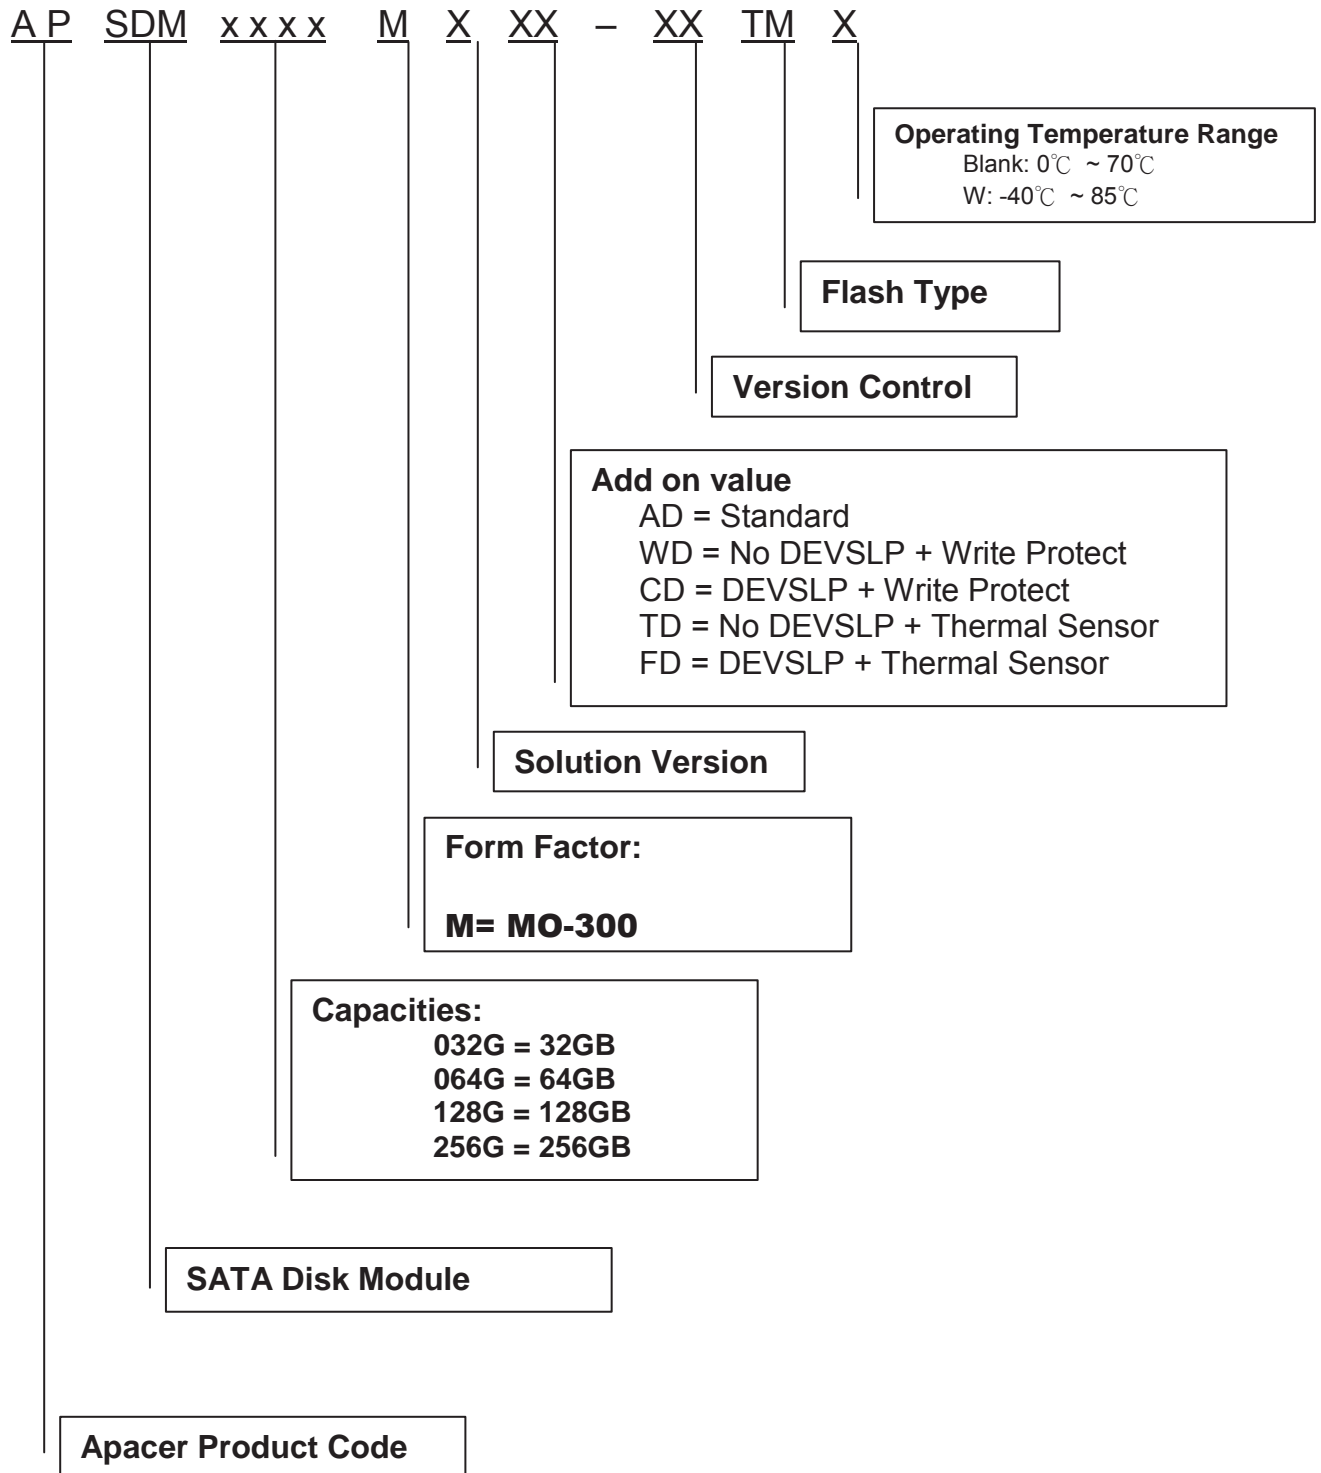 A P SDM x x x x M X XX – XX TM X
Operating Temperature Range
Blank: 0℃ ~ 70℃
W: -40℃ ~ 85℃
Flash Type
Version Control
Add on value
AD = Standard
WD = No DEVSLP + Write Protect
CD = DEVSLP + Write Protect
TD = No DEVSLP + Thermal Sensor
FD = DEVSLP + Thermal Sensor
Solution Version
Form Factor:
M= MO-300
Capacities:
032G = 32GB
064G = 64GB
128G = 128GB
256G = 256GB
SATA Disk Module
Apacer Product Code